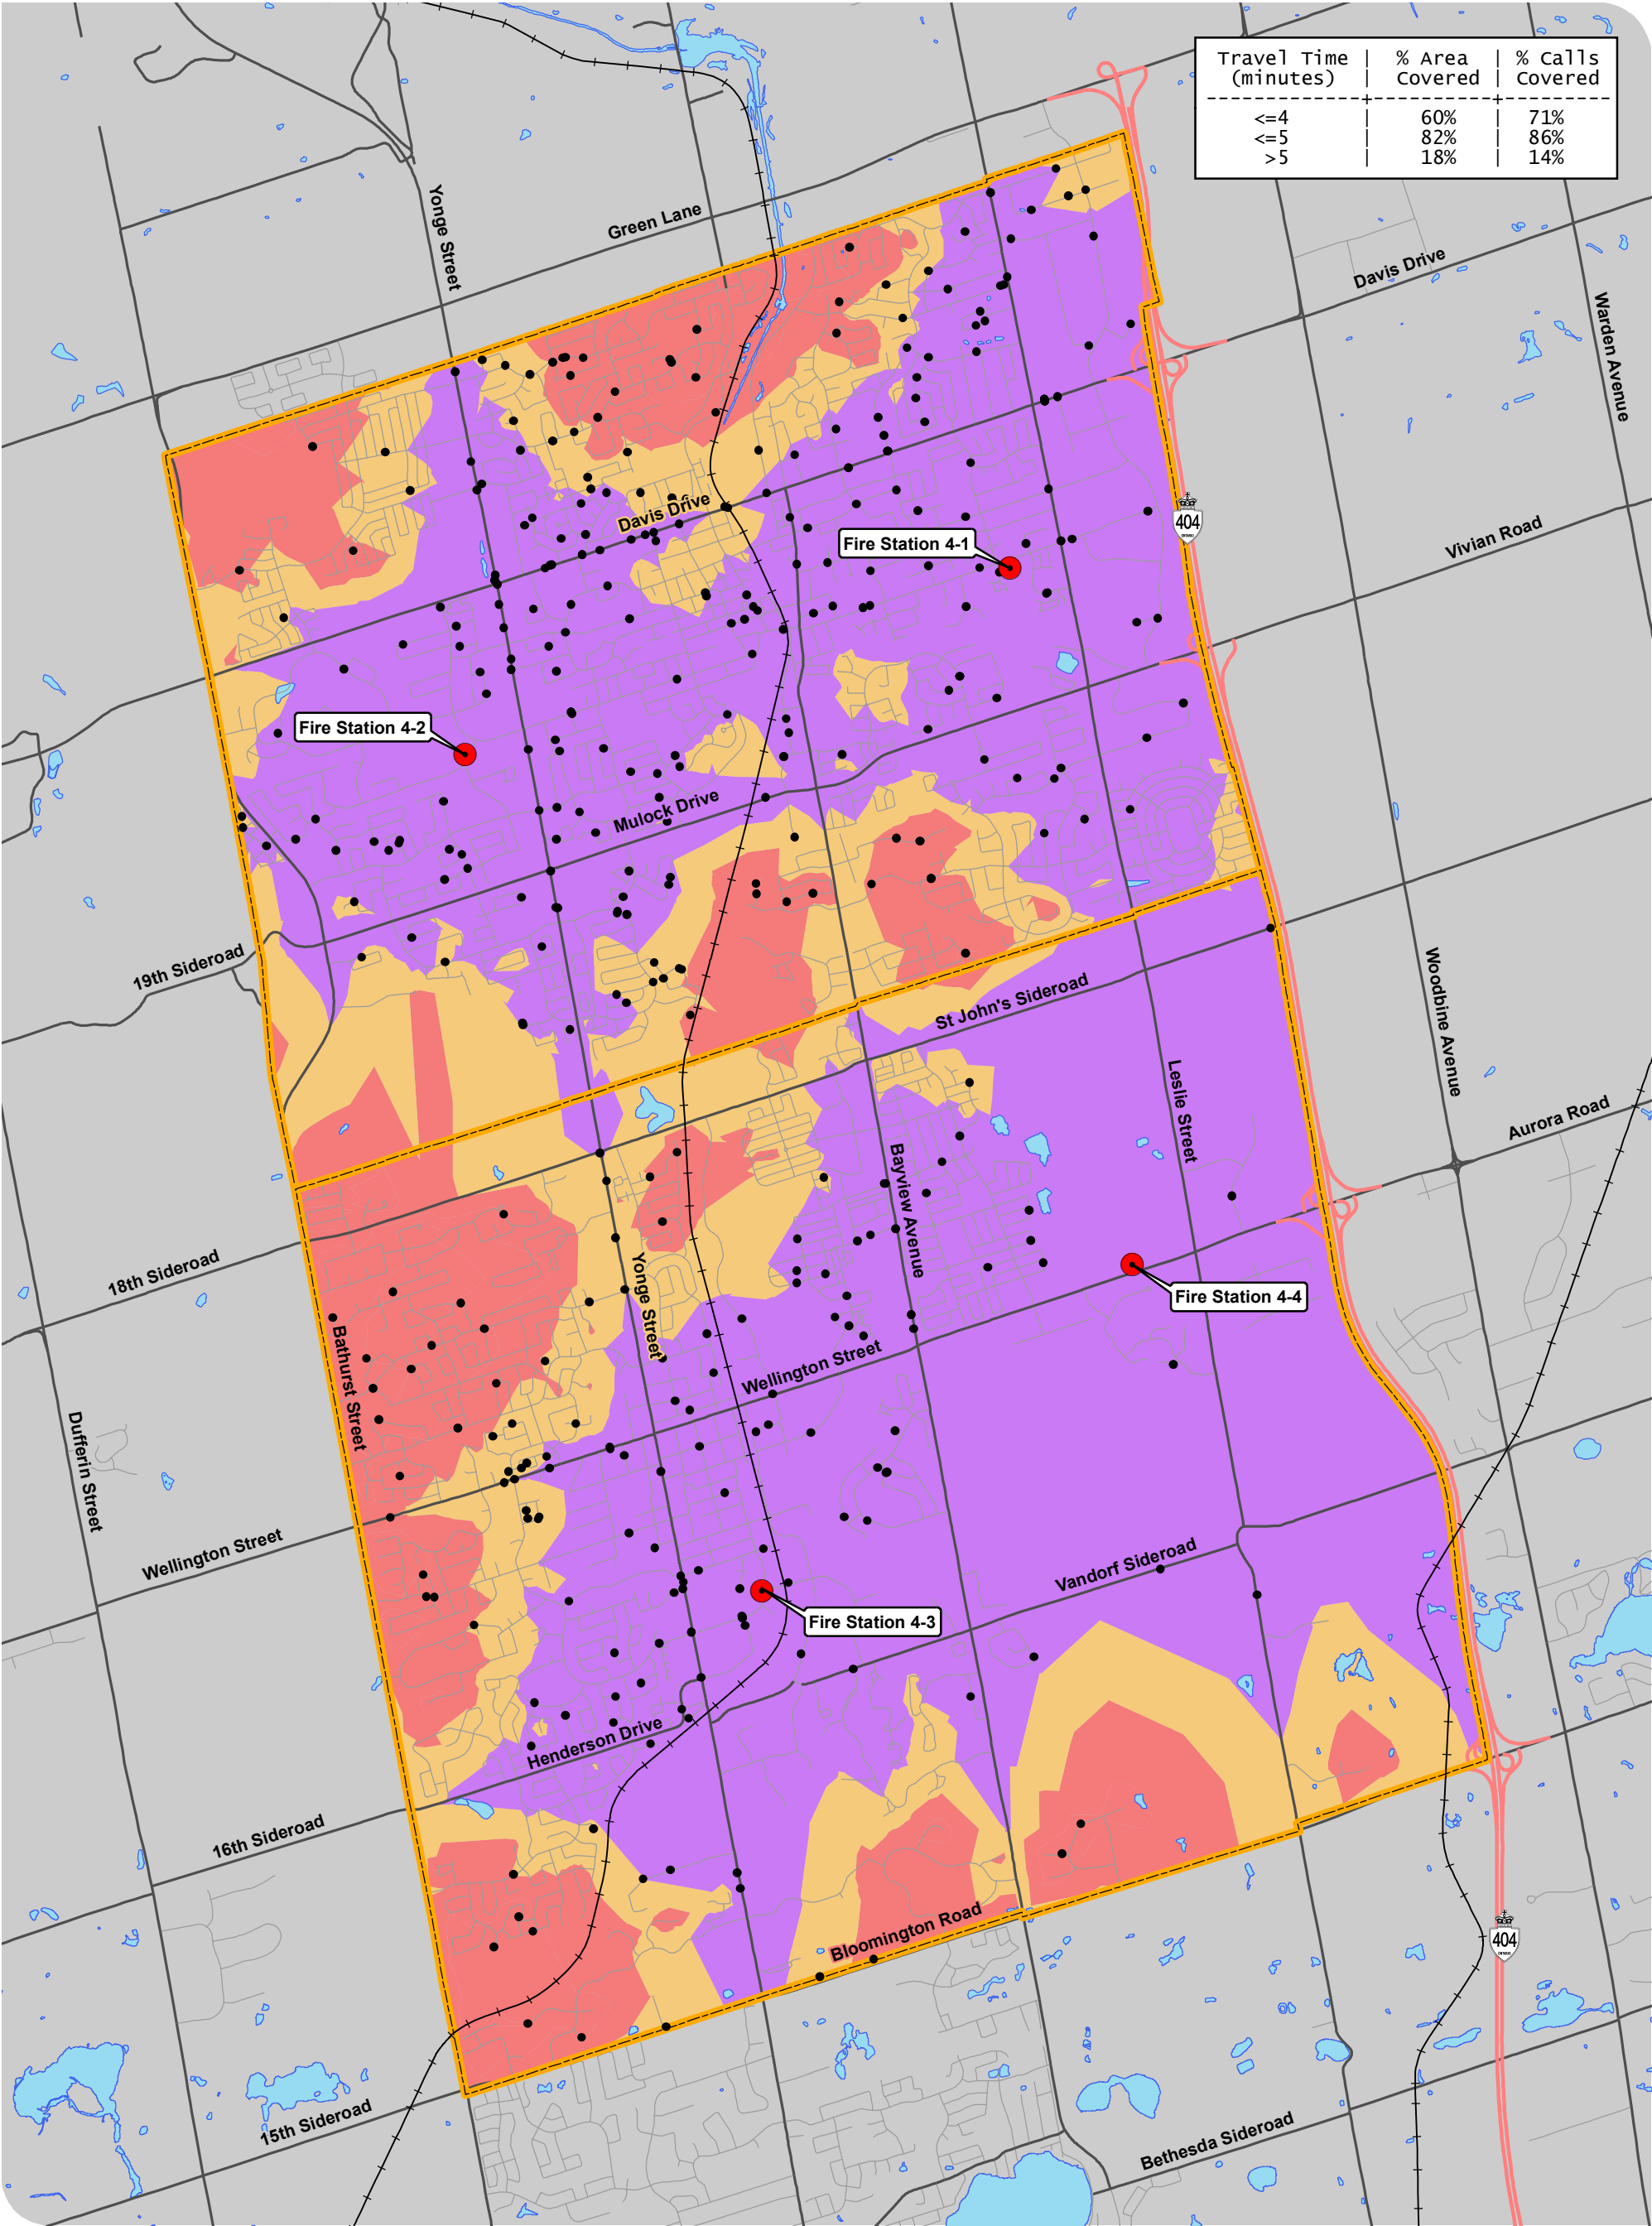 Travel Time | % Area | % Calls
(minutes) | Covered | Covered
--------------+----------+----------
<=4 | 60% | 71%
<=5 | 82% | 86%
>5 | 18% | 14%
Yonge Street
Green Lane
Davis Drive
Warden Avenue
Davis Drive
404
Vivian Road
Fire Station 4-1
Fire Station 4-2
Mulock Drive
19th Sideroad
St John's Sideroad
Woodbine Avenue
Leslie Street
Aurora Road
Bayview Avenue
18th Sideroad
Yonge Street
Fire Station 4-4
Bathurst Street
Wellington Street
Dufferin Street
Wellington Street
Vandorf Sideroad
Fire Station 4-3
Henderson Drive
16th Sideroad
Bloomington Road
404
15th Sideroad
Bethesda Sideroad